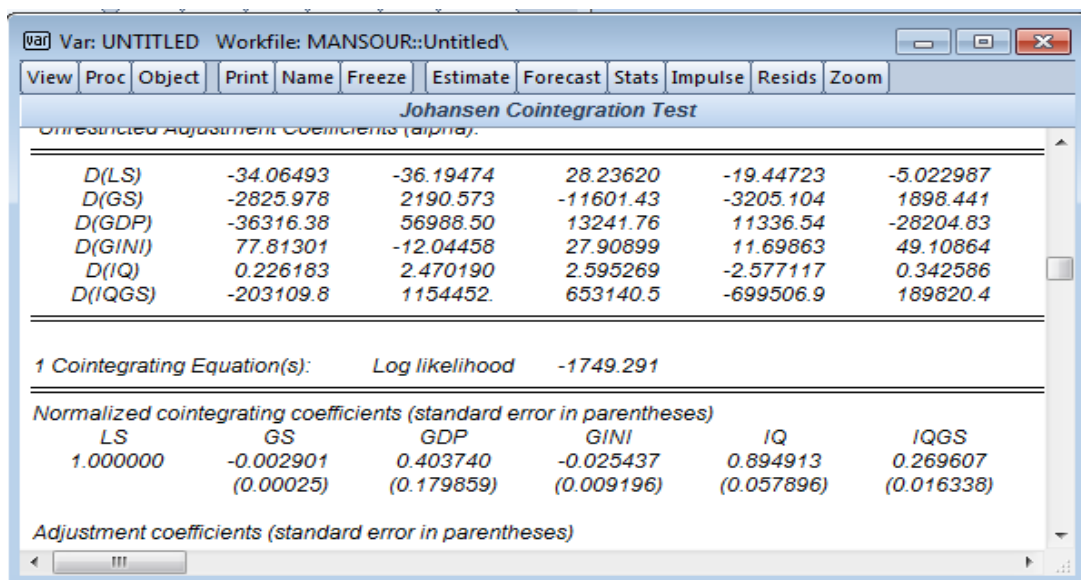 var Var: UNTITLED Workfile: MANSOUR::Untitled\
View Proc Object Print Name Freeze Estimate Forecast Stats Impulse Resids Zoom
Johansen Cointegration Test
Unrestricted Adjustment Coefficients (alpha):
D(LS) -34.06493 -36.19474 28.23620 -19.44723 -5.022987
D(GS) -2825.978 2190.573 -11601.43 -3205.104 1898.441
D(GDP) -36316.38 56988.50 13241.76 11336.54 -28204.83
D(GINI) 77.81301 -12.04458 27.90899 11.69863 49.10864
D(IQ) 0.226183 2.470190 2.595269 -2.577117 0.342586
D(IQGS) -203109.8 1154452. 653140.5 -699506.9 189820.4
1 Cointegrating Equation(s): Log likelihood -1749.291
Normalized cointegrating coefficients (standard error in parentheses)
LS GS GDP GINI IQ IQGS
1.000000 -0.002901 0.403740 -0.025437 0.894913 0.269607
(0.00025) (0.179859) (0.009196) (0.057896) (0.016338)
Adjustment coefficients (standard error in parentheses)